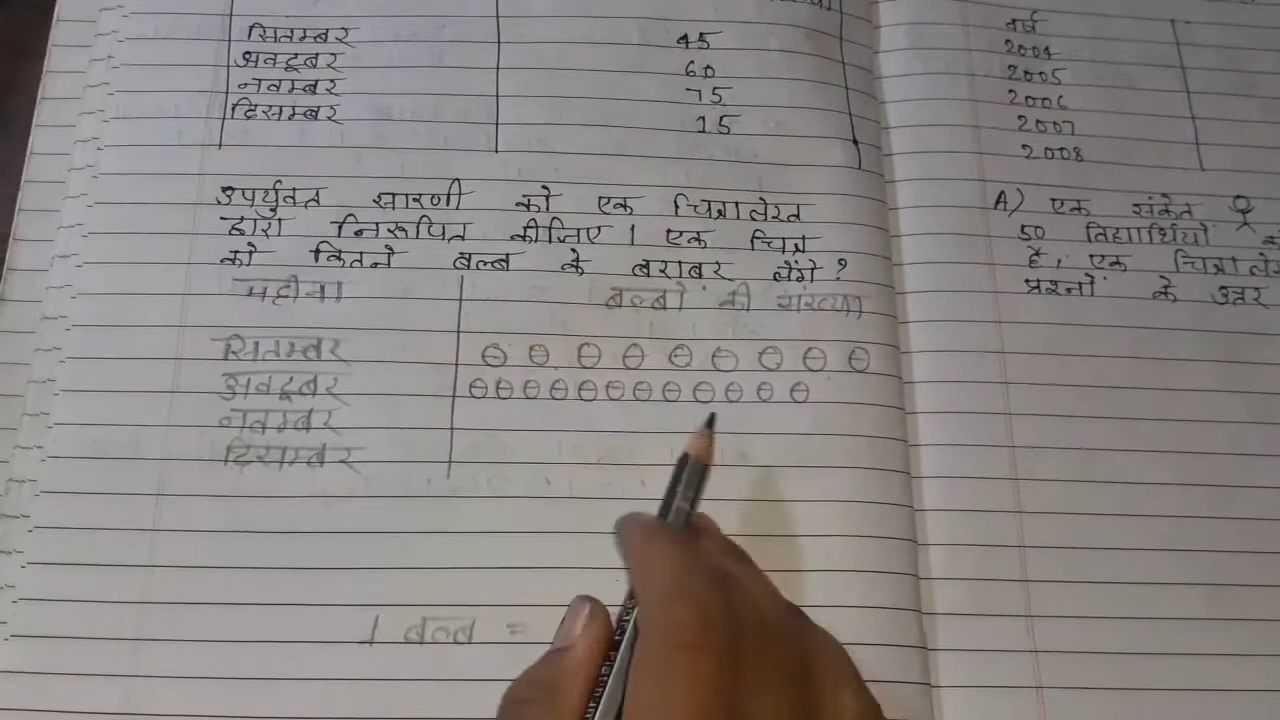 सितम्बर 45
अक्टूबर 60
नवम्बर 75
दिसम्बर 15
उपर्युक्त सारणी को एक चित्रालेख
द्वारा निरूपित कीजिए। एक चित्र
को कितने बल्ब के बराबर लेंगे?
महीना बल्बों की संख्या
सितम्बर
अक्टूबर
नवम्बर
दिसम्बर
1 बल्ब =
वर्ष
2004
2005
2006
2007
2008
A) एक संकेत
50 विद्यार्थियों
है, एक चित्राले
प्रश्नों के उत्तर